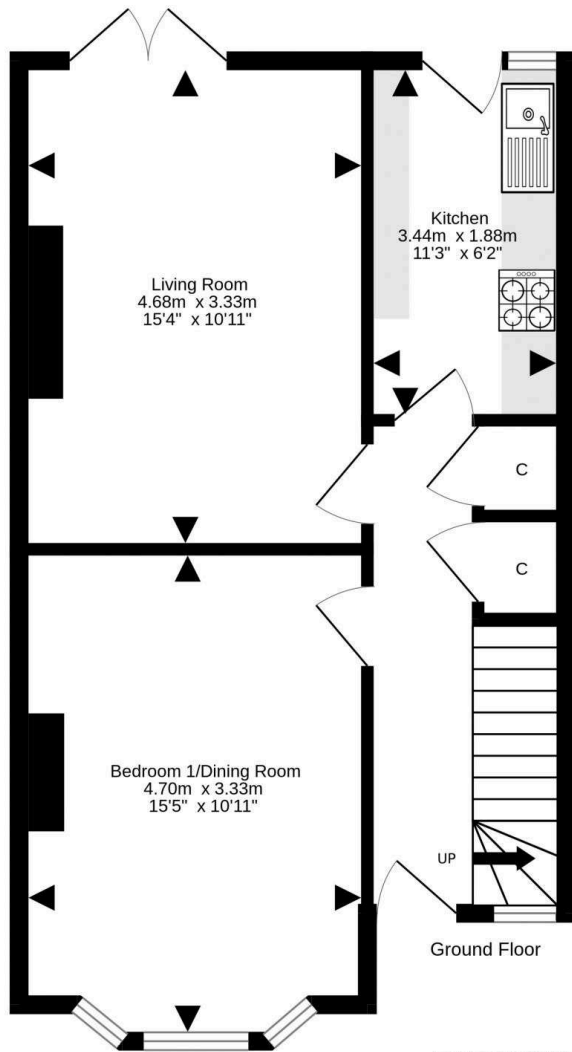 Living Room
4.68m x 3.33m
15'4" x 10'11"
Kitchen
3.44m x 1.88m
11'3" x 6'2"
C
C
Bedroom 1/Dining Room
4.70m x 3.33m
15'5" x 10'11"
UP
Ground Floor